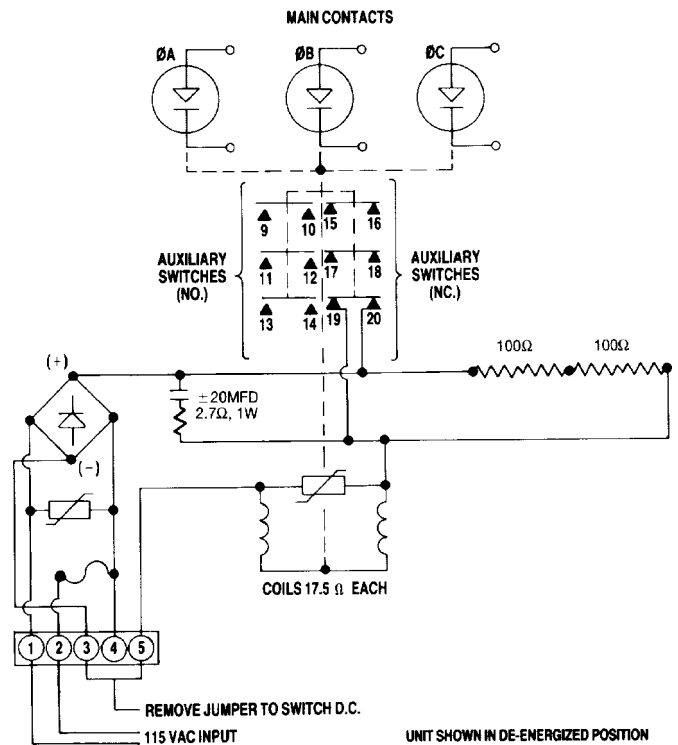 MAIN CONTACTS
ØA
ØB
ØC
9
10
15
16
AUXILIARY
SWITCHES
(NO.)
11
12
17
18
AUXILIARY
SWITCHES
(NC.)
13
14
19
20
100Ω
100Ω
(+)
±20MFD
2.7Ω, 1W
(-)
COILS 17.5 Ω EACH
1
2
3
4
5
REMOVE JUMPER TO SWITCH D.C.
115 VAC INPUT
UNIT SHOWN IN DE-ENERGIZED POSITION